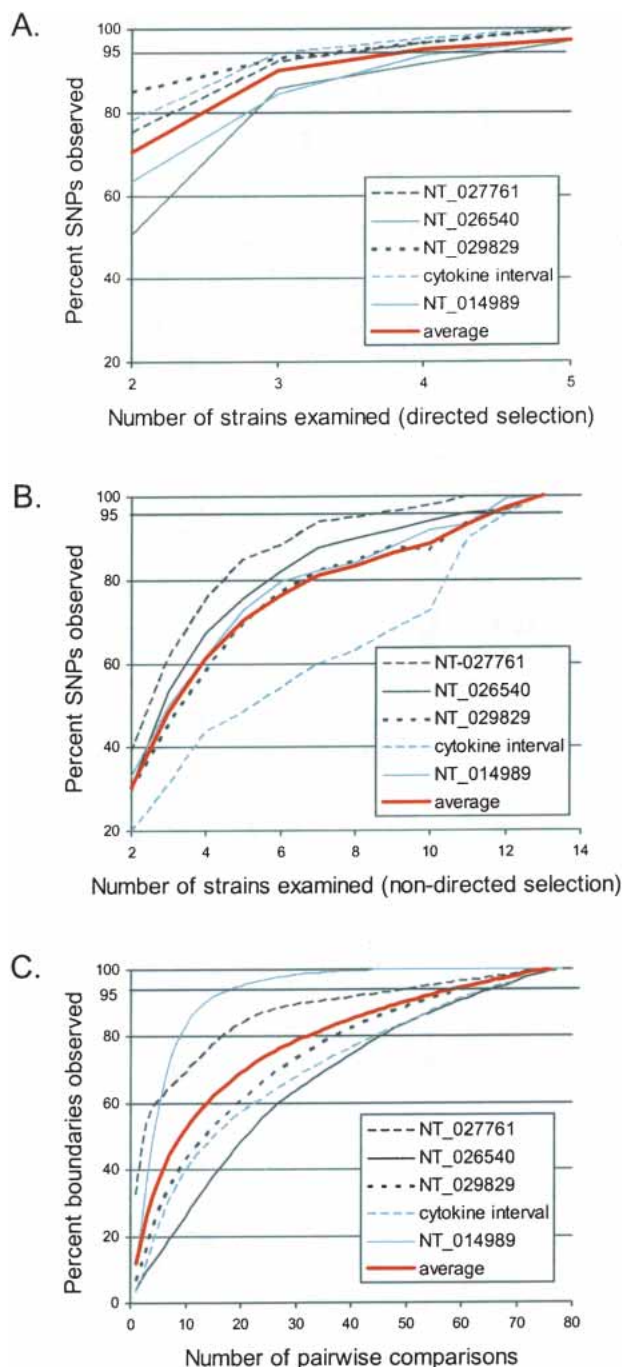 A.
100
95
80
60
40
20
Percent SNPs observed
NT_027761
NT_026540
NT_029829
cytokine interval
NT_014989
average
2 3 4 5
Number of strains examined (directed selection)
B.
100
95
80
60
40
20
Percent SNPs observed
NT-027761
NT_026540
NT_029829
cytokine interval
NT_014989
average
2 4 6 8 10 12 14
Number of strains examined (non-directed selection)
C.
100
95
80
60
40
20
0
Percent boundaries observed
NT_027761
NT_026540
NT_029829
cytokine interval
NT_014989
average
0 10 20 30 40 50 60 70 80
Number of pairwise comparisons